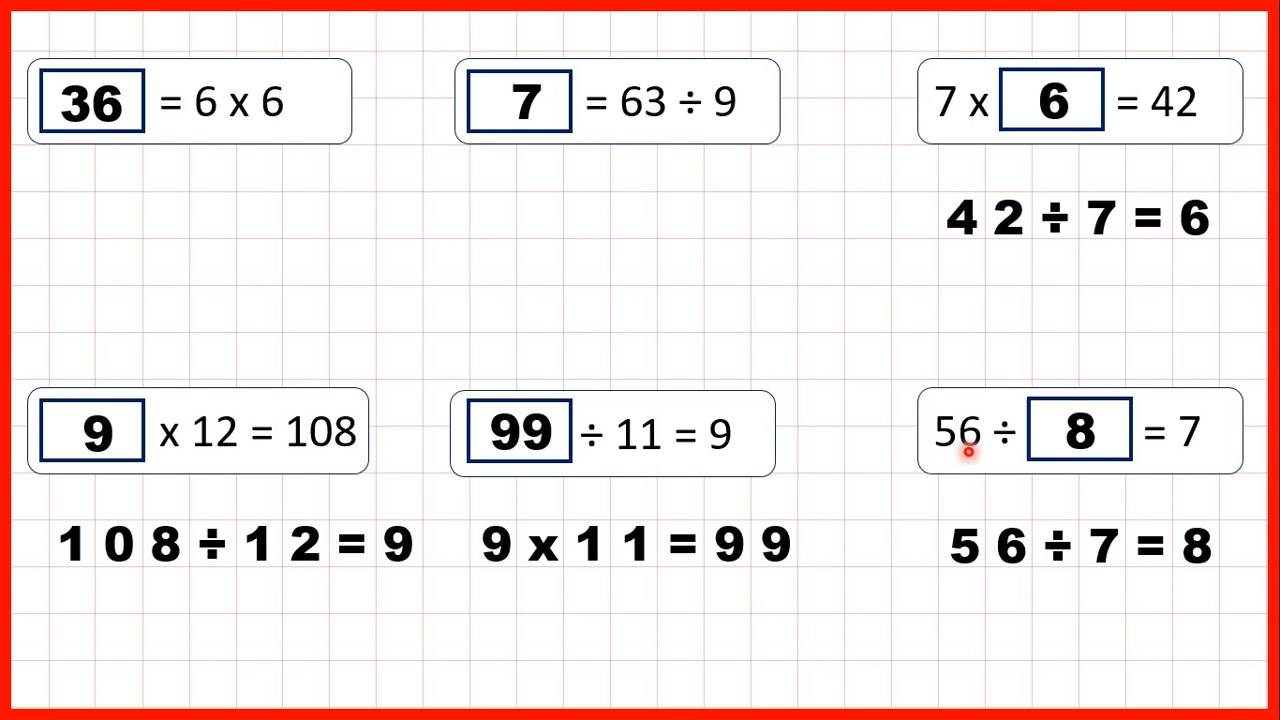 36 = 6 x 6
7 = 63 ÷ 9
7 x 6 = 42
4 2 ÷ 7 = 6
9 x 12 = 108
99 ÷ 11 = 9
56 ÷ 8 = 7
1 0 8 ÷ 1 2 = 9
9 x 1 1 = 9 9
5 6 ÷ 7 = 8